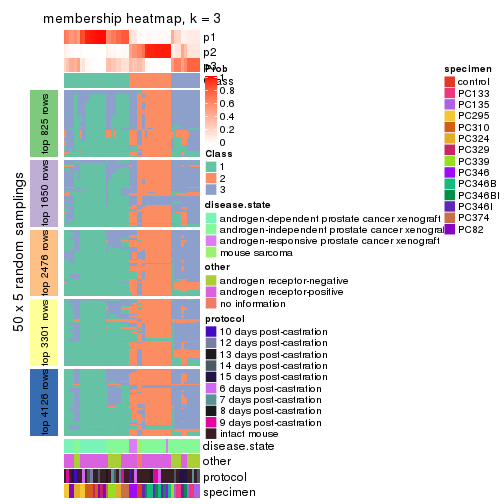 membership heatmap, k = 3
p1
p2
p3
Class
50 x 5 random samplings
top 825 rows
top 1650 rows
top 2476 rows
top 3301 rows
top 4126 rows
disease.state
other
protocol
specimen
Prob
1
0.8
0.6
0.4
0.2
0
Class
1
2
3
disease.state
androgen-dependent prostate cancer xenograft
androgen-independent prostate cancer xenograft
androgen-responsive prostate cancer xenograft
mouse sarcoma
other
androgen receptor-negative
androgen receptor-positive
no information
protocol
10 days post-castration
12 days post-castration
13 days post-castration
14 days post-castration
15 days post-castration
6 days post-castration
7 days post-castration
8 days post-castration
9 days post-castration
intact mouse
specimen
control
PC133
PC135
PC295
PC310
PC324
PC329
PC339
PC346
PC346B
PC346BI
PC346I
PC374
PC82